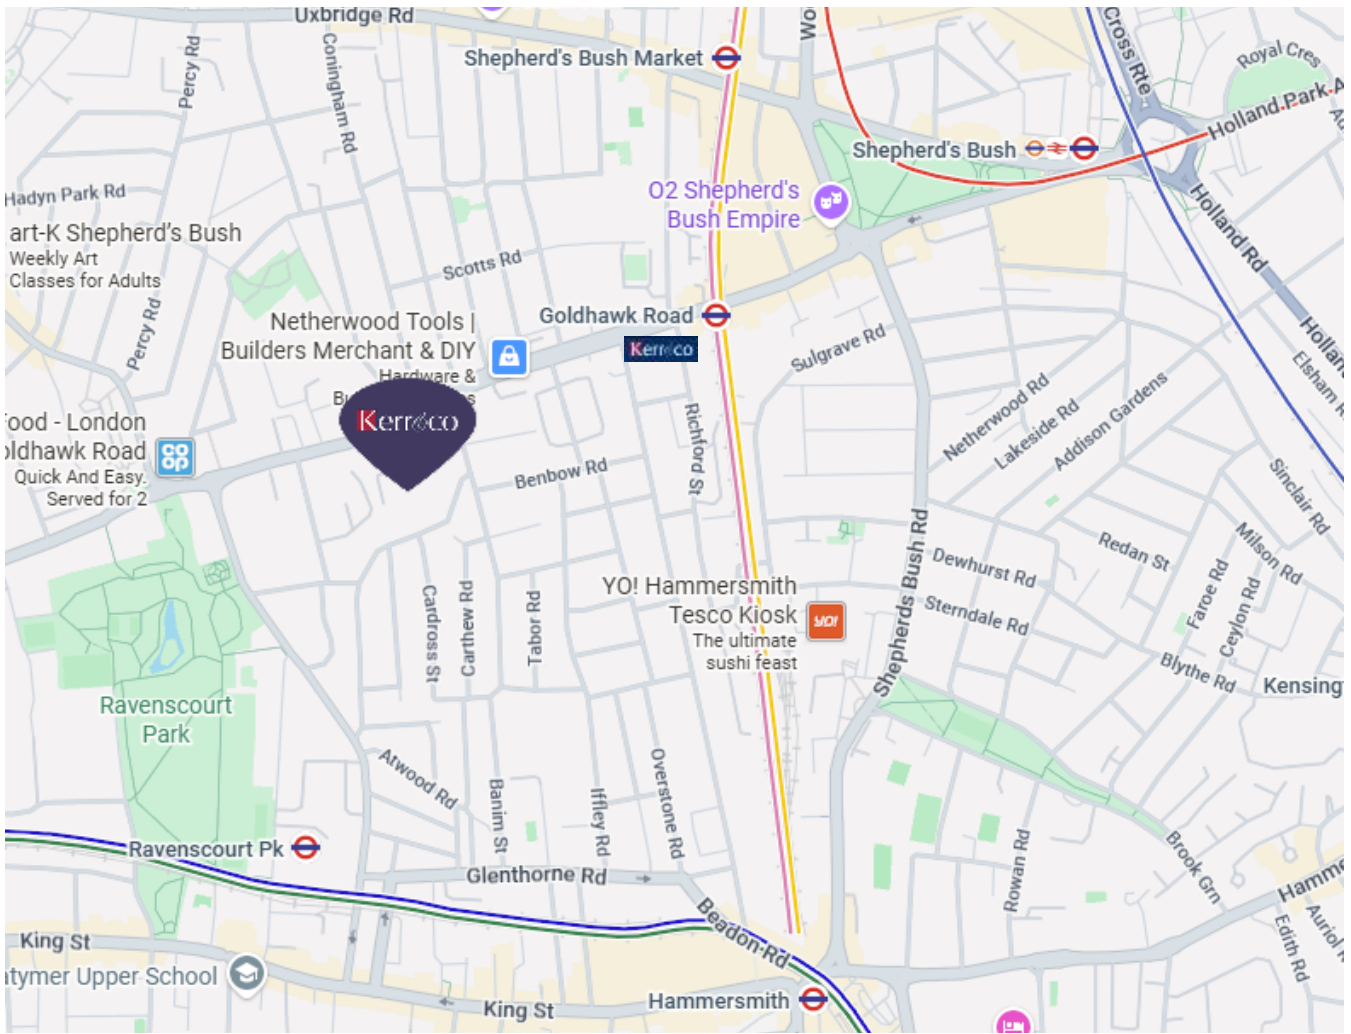 Uxbridge Rd
Shepherd's Bush Market
Percy Rd
Coningham Rd
Cross Rte
Royal Cres
Holland Park A
Shepherd's Bush
Hadyn Park Rd
O2 Shepherd's
Bush Empire
Holland Rd
art-K Shepherd's Bush
Weekly Art
Classes for Adults
Scotts Rd
Percy Rd
Goldhawk Road
Netherwood Tools |
Builders Merchant & DIY
Hardware &
Kerr&co
Sulgrave Rd
Holland
Elsham R
Kerr&co
Food - London
oldhawk Road
Quick And Easy.
Served for 2
co
op
Richford St
Netherwood Rd
Lakeside Rd
Addison Gardens
Benbow Rd
Sinclair Rd
Shepherds Bush Rd
Milson Rd
Redan St
Dewhurst Rd
Faroe Rd
Ceylon Rd
Sterndale Rd
Cardross St
Carthew Rd
Tabor Rd
YO! Hammersmith
Tesco Kiosk
The ultimate
sushi feast
YO!
Blythe Rd
Kensing
Ravenscourt
Park
Atwood Rd
Banim St
Iffley Rd
Overstone Rd
Ravenscourt Pk
Glenthorne Rd
Rowan Rd
Brook Grn
Hamme
Beadon Rd
Edith Rd
Auriol R
King St
atymer Upper School
King St
Hammersmith